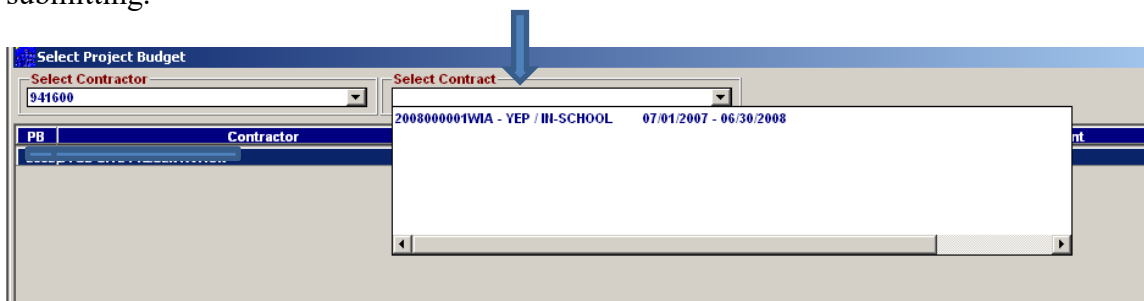 submitting.
Select Project Budget
Select Contractor
Select Contract
941600
2008000001WIA - YEP / IN-SCHOOL 07/01/2007 - 06/30/2008
PB Contractor nt